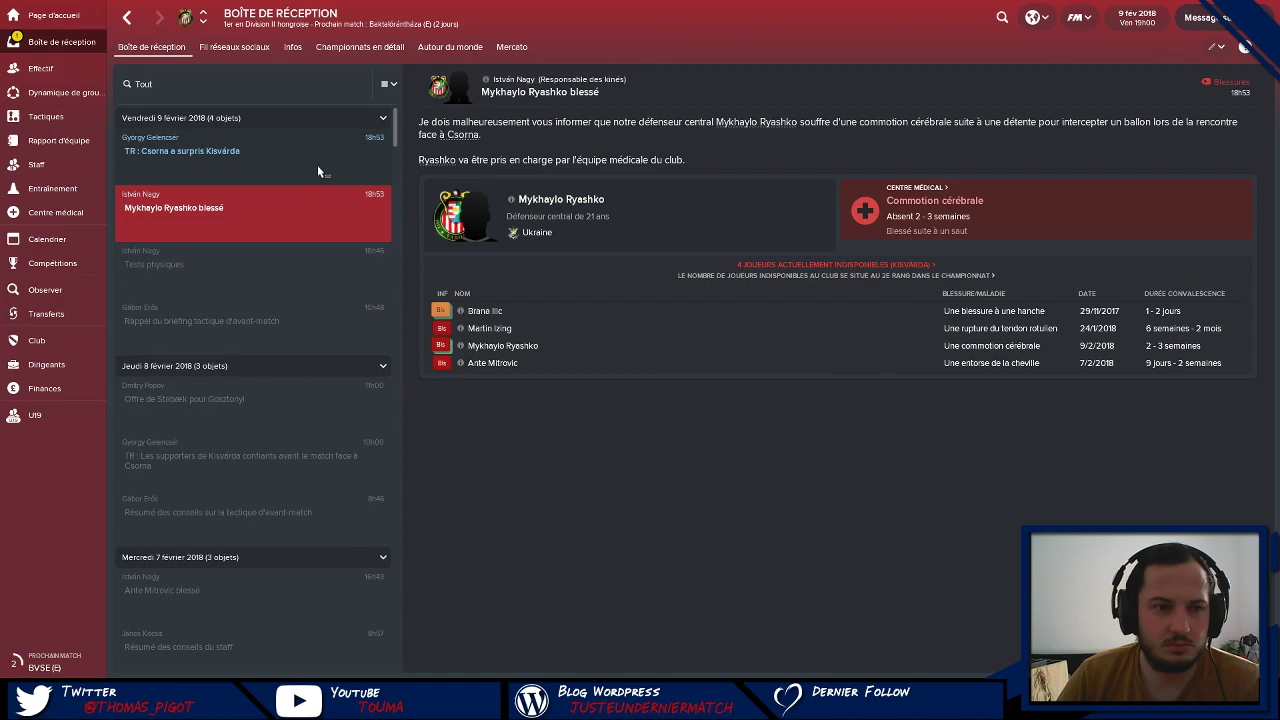 Page d'accueil
BOÎTE DE RÉCEPTION
1er en Division II hongroise - Prochain match : Baktalórántháza (E) (2 jours)
FM
9 fév 2018
Ven 19h00
1
Boîte de réception
Boîte de réception
Fil réseaux sociaux
Infos
Championnats en détail
Autour du monde
Mercato
Effectif
Dynamique de grou...
Tactiques
Rapport d'équipe
Staff
Entraînement
Centre médical
Calendrier
Compétitions
Observer
Transferts
Club
Dirigeants
Finances
U19
2
PROCHAIN MATCH
BVSE (E)
Tout
Vendredi 9 février 2018 (4 objets)
György Gelencsér
18h53
TR : Csorna a surpris Kisvárda
István Nagy
18h53
Mykhaylo Ryashko blessé
István Nagy
16h46
Tests physiques
Gábor Erős
10h48
Rappel du briefing tactique d'avant-match
Jeudi 8 février 2018 (3 objets)
Dmitry Popov
11h00
Offre de Stabæk pour Gosztonyi
György Gelencsér
10h00
TR : Les supporters de Kisvárda confiants avant le match face à
Csorna
Gábor Erős
8h46
Résumé des conseils sur la tactique d'avant-match
Mercredi 7 février 2018 (3 objets)
István Nagy
16h43
Ante Mitrovic blessé
János Kocsis
8h57
Résumé des conseils du staff
István Nagy (Responsable des kinés)
Mykhaylo Ryashko blessé
Blessures
18h53
Je dois malheureusement vous informer que notre défenseur central Mykhaylo Ryashko souffre d'une commotion cérébrale suite à une détente pour intercepter un ballon lors de la rencontre
face à Csorna.
Ryashko va être pris en charge par l'équipe médicale du club.
Mykhaylo Ryashko
Défenseur central de 21 ans
Ukraine
CENTRE MÉDICAL >
Commotion cérébrale
Absent 2 - 3 semaines
Blessé suite à un saut
4 JOUEURS ACTUELLEMENT INDISPONIBLES (KISVÁRDA) >
LE NOMBRE DE JOUEURS INDISPONIBLES AU CLUB SE SITUE AU 2E RANG DANS LE CHAMPIONNAT >
INF NOM BLESSURE/MALADIE DATE DURÉE CONVALESCENCE
Bls Brana Ilic Une blessure à une hanche 29/11/2017 1 - 2 jours
Bls Martin Izing Une rupture du tendon rotulien 24/1/2018 6 semaines - 2 mois
Bls Mykhaylo Ryashko Une commotion cérébrale 9/2/2018 2 - 3 semaines
Bls Ante Mitrovic Une entorse de la cheville 7/2/2018 9 jours - 2 semaines
Twitter
@Thomas_Pigot
Youtube
Touma
Blog Wordpress
JusteUnDernierMatch
Dernier Follow